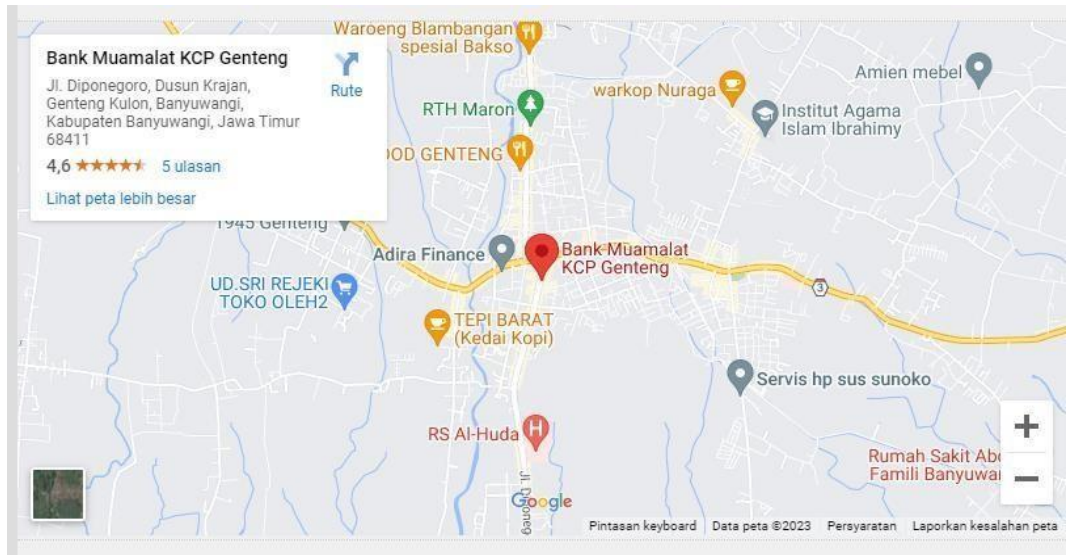 Bank Muamalat KCP Genteng
Jl. Diponegoro, Dusun Krajan,
Genteng Kulon, Banyuwangi,
Kabupaten Banyuwangi, Jawa Timur
68411
4,6
5 ulasan
Lihat peta lebih besar
Rute
Waroeng Blambangan
spesial Bakso
RTH Maron
OOD GENTENG
warkop Nuraga
Amien mebel
Institut Agama
Islam Ibrahimy
1945 Genteng
Adira Finance
Bank Muamalat
KCP Genteng
UD.SRI REJEKI
TOKO OLEH2
3
TEPI BARAT
(Kedai Kopi)
Servis hp sus sunoko
RS Al-Huda
H
Rumah Sakit Ab
Famili Banyuwa
Jl. Diponeg
Google
Pintasan keyboard
Data peta ©2023
Persyaratan
Laporkan kesalahan peta